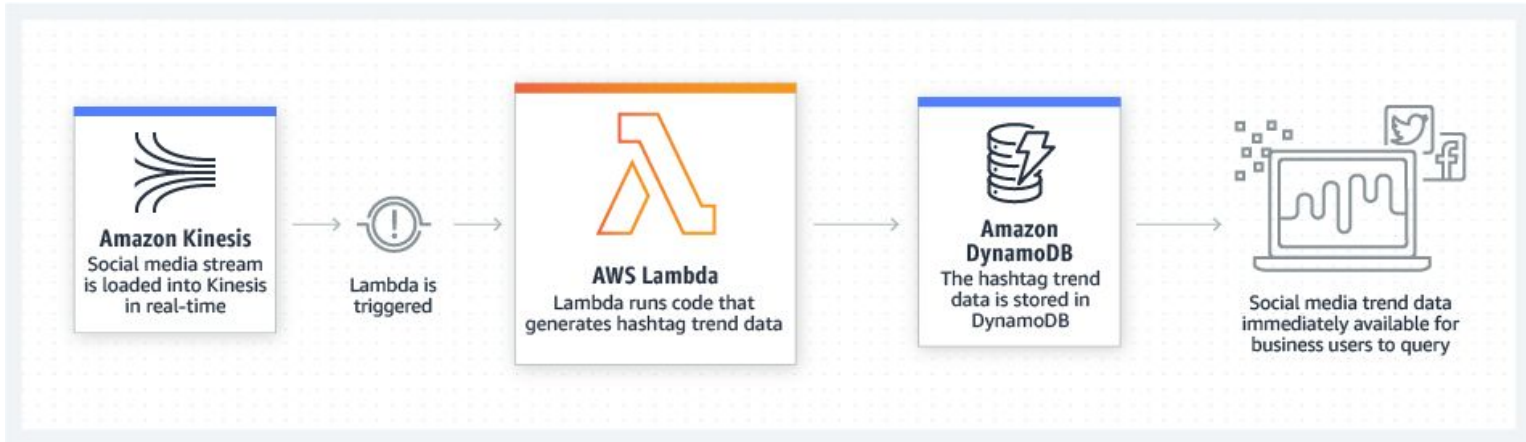 Amazon Kinesis
Social media stream
is loaded into Kinesis
in real-time
Lambda is
triggered
AWS Lambda
Lambda runs code that
generates hashtag trend data
Amazon
DynamoDB
The hashtag trend
data is stored in
DynamoDB
Social media trend data
immediately available for
business users to query